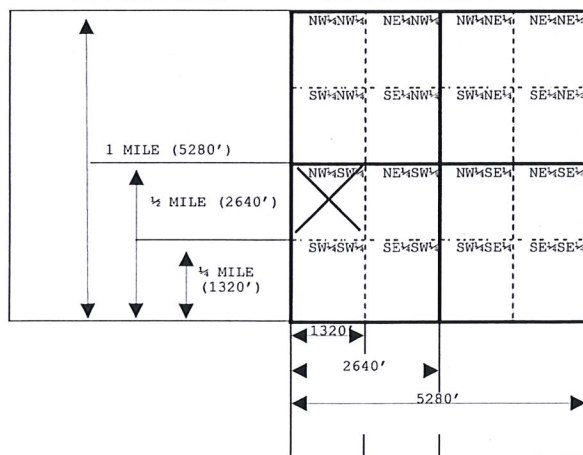 NW¼NW¼ NE¼NW¼ NW¼NE¼ NE¼NE¼
SW¼NW¼ SE¼NW¼ SW¼NE¼ SE¼NE¼
1 MILE (5280')
NW¼SW¼ NE¼SW¼ NW¼SE¼ NE¼SE¼
½ MILE (2640')
SW¼SW¼ SE¼SW¼ SW¼SE¼ SE¼SE¼
¼ MILE
(1320')
1320'
2640'
5280'